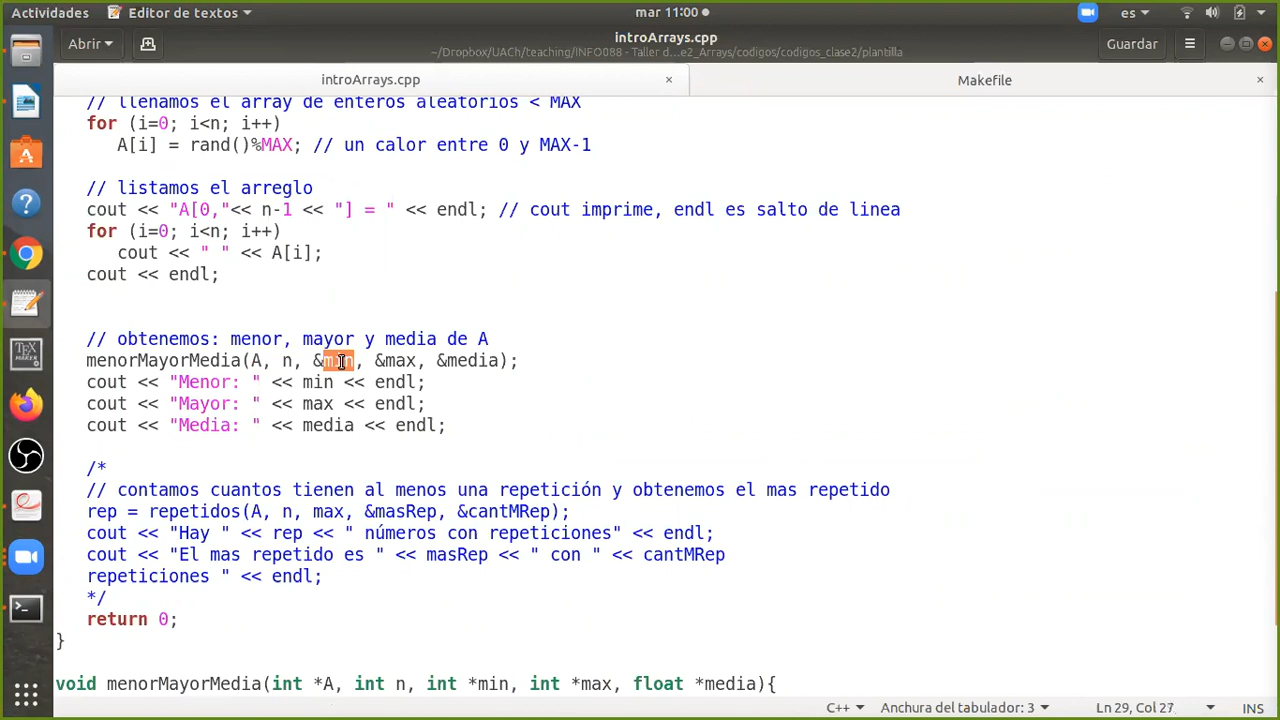 Actividades Editor de textos mar 11:00 es
Abrir introArrays.cpp Guardar
~/Dropbox/UACh/teaching/INFO088 - Taller d...e2_Arrays/codigos/codigos_clase2/plantilla
introArrays.cpp × Makefile ×
// llenamos el array de enteros aleatorios < MAX
for (i=0; i<n; i++)
A[i] = rand()%MAX; // un calor entre 0 y MAX-1
// listamos el arreglo
cout << "A[0,"<< n-1 << "] = " << endl; // cout imprime, endl es salto de linea
for (i=0; i<n; i++)
cout << " " << A[i];
cout << endl;
// obtenemos: menor, mayor y media de A
menorMayorMedia(A, n, &min, &max, &media);
cout << "Menor: " << min << endl;
cout << "Mayor: " << max << endl;
cout << "Media: " << media << endl;
/*
// contamos cuantos tienen al menos una repetición y obtenemos el mas repetido
rep = repetidos(A, n, max, &masRep, &cantMRep);
cout << "Hay " << rep << " números con repeticiones" << endl;
cout << "El mas repetido es " << masRep << " con " << cantMRep
repeticiones " << endl;
*/
return 0;
}
void menorMayorMedia(int *A, int n, int *min, int *max, float *media){
C++ Anchura del tabulador: 3 Ln 29, Col 27 INS